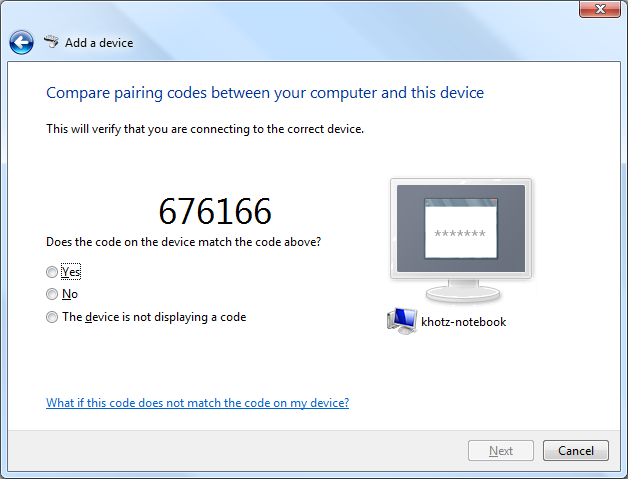 Add a device
Compare pairing codes between your computer and this device
This will verify that you are connecting to the correct device.
676166
*******
Does the code on the device match the code above?
Yes
No
The device is not displaying a code
khotz-notebook
What if this code does not match the code on my device?
Next
Cancel